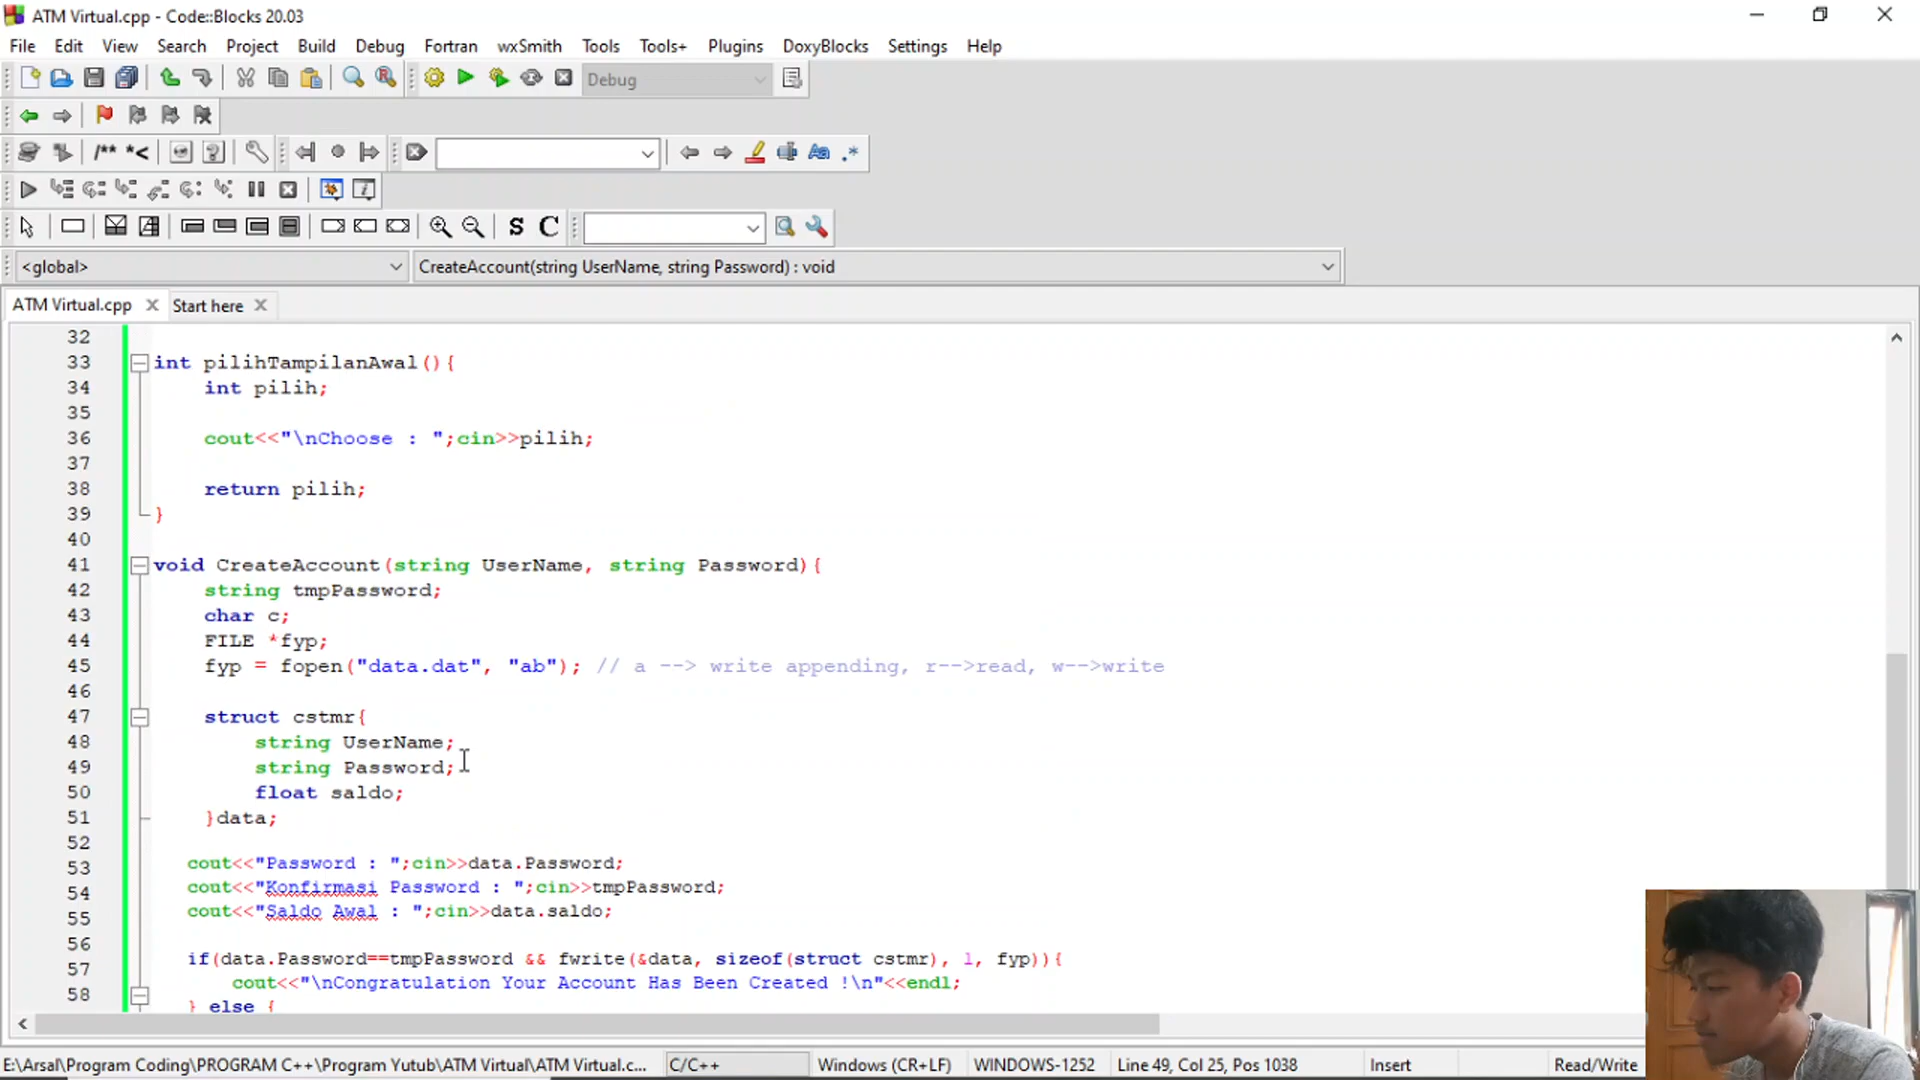 ATM Virtual.cpp - Code::Blocks 20.03
File Edit View Search Project Build Debug Fortran wxSmith Tools Tools+ Plugins DoxyBlocks Settings Help
Debug
/** *<
Aa .*
S C
<global> CreateAccount(string UserName, string Password) : void
ATM Virtual.cpp Start here
32
33 int pilihTampilanAwal(){
34 int pilih;
35
36 cout<<"\nChoose : ";cin>>pilih;
37
38 return pilih;
39 }
40
41 void CreateAccount(string UserName, string Password){
42 string tmpPassword;
43 char c;
44 FILE *fyp;
45 fyp = fopen("data.dat", "ab"); // a --> write appending, r-->read, w-->write
46
47 struct cstmr{
48 string UserName;
49 string Password;
50 float saldo;
51 }data;
52
53 cout<<"Password : ";cin>>data.Password;
54 cout<<"Konfirmasi Password : ";cin>>tmpPassword;
55 cout<<"Saldo Awal : ";cin>>data.saldo;
56
57 if(data.Password==tmpPassword && fwrite(&data, sizeof(struct cstmr), 1, fyp)){
58 cout<<"\nCongratulation Your Account Has Been Created !\n"<<endl;
} else {
E:\Arsal\Program Coding\PROGRAM C++\Program Yutub\ATM Virtual\ATM Virtual.c... C/C++ Windows (CR+LF) WINDOWS-1252 Line 49, Col 25, Pos 1038 Insert Read/Write